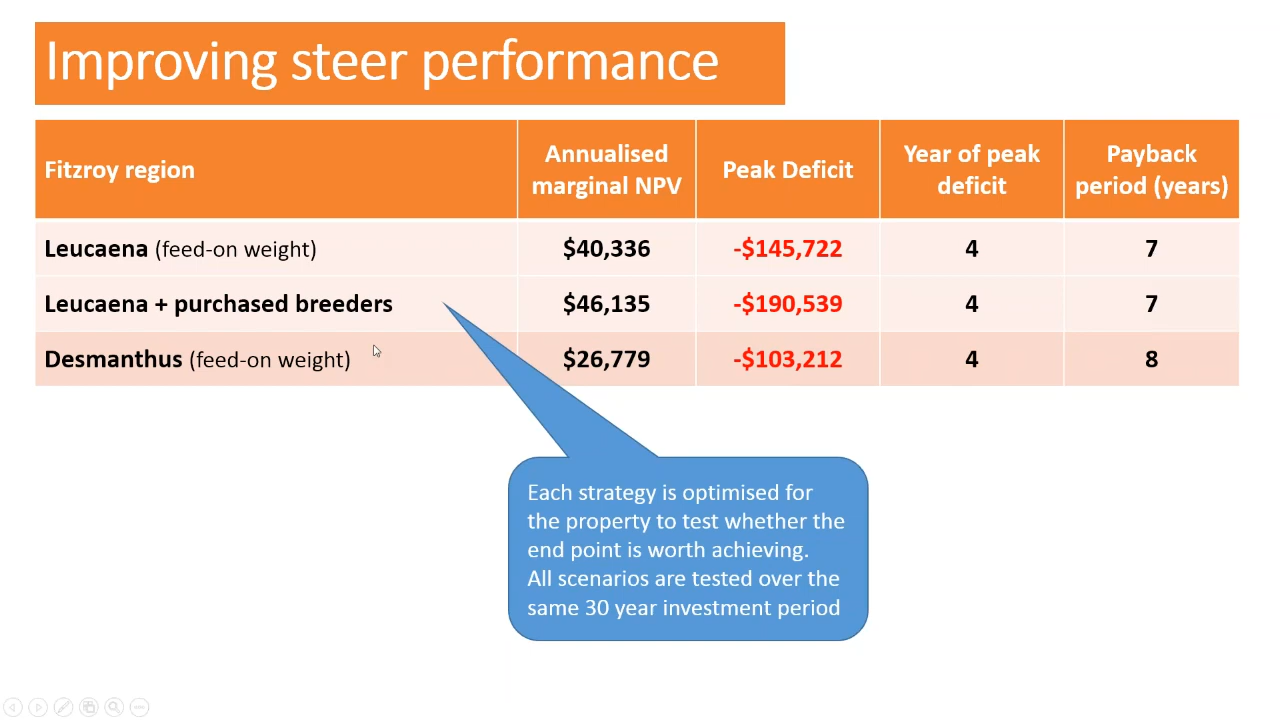 Improving steer performance
Fitzroy region
Annualised
marginal NPV
Peak Deficit
Year of peak
deficit
Payback
period (years)
Leucaena (feed-on weight) $40,336 -$145,722 4 7
Leucaena + purchased breeders $46,135 -$190,539 4 7
Desmanthus (feed-on weight) $26,779 -$103,212 4 8
Each strategy is optimised for
the property to test whether the
end point is worth achieving.
All scenarios are tested over the
same 30 year investment period